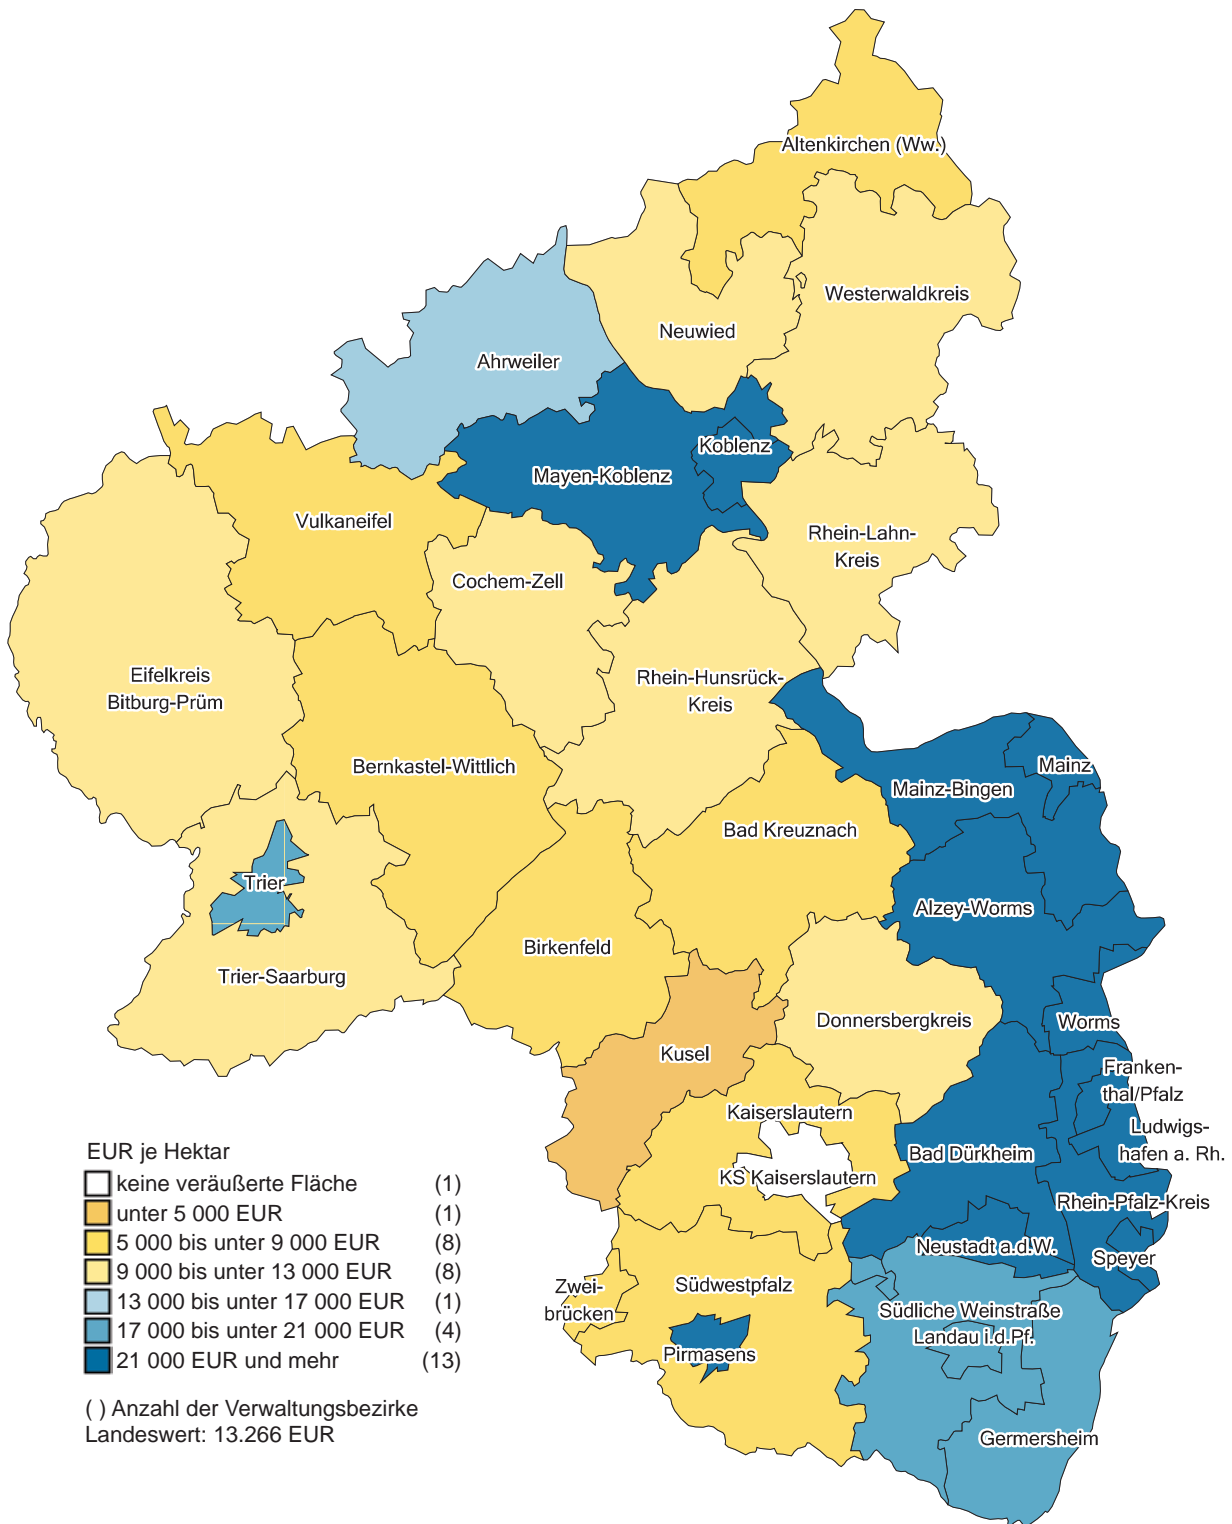 Altenkirchen (Ww.)
Westerwaldkreis
Neuwied
Ahrweiler
Koblenz
Mayen-Koblenz
Vulkaneifel
Rhein-Lahn-
Kreis
Cochem-Zell
Eifelkreis
Bitburg-Prüm
Rhein-Hunsrück-
Kreis
Bernkastel-Wittlich
Mainz
Mainz-Bingen
Bad Kreuznach
Trier
Alzey-Worms
Birkenfeld
Trier-Saarburg
Donnersbergkreis
Worms
Kusel
Franken-
thal/Pfalz
Kaiserslautern
Ludwigs-
hafen a. Rh.
Bad Dürkheim
KS Kaiserslautern
Rhein-Pfalz-Kreis
Neustadt a.d.W.
Speyer
Zwei-
brücken
Südwestpfalz
Südliche Weinstraße
Landau i.d.Pf.
Pirmasens
Germersheim
EUR je Hektar
keine veräußerte Fläche (1)
unter 5 000 EUR (1)
5 000 bis unter 9 000 EUR (8)
9 000 bis unter 13 000 EUR (8)
13 000 bis unter 17 000 EUR (1)
17 000 bis unter 21 000 EUR (4)
21 000 EUR und mehr (13)
( ) Anzahl der Verwaltungsbezirke
Landeswert: 13.266 EUR